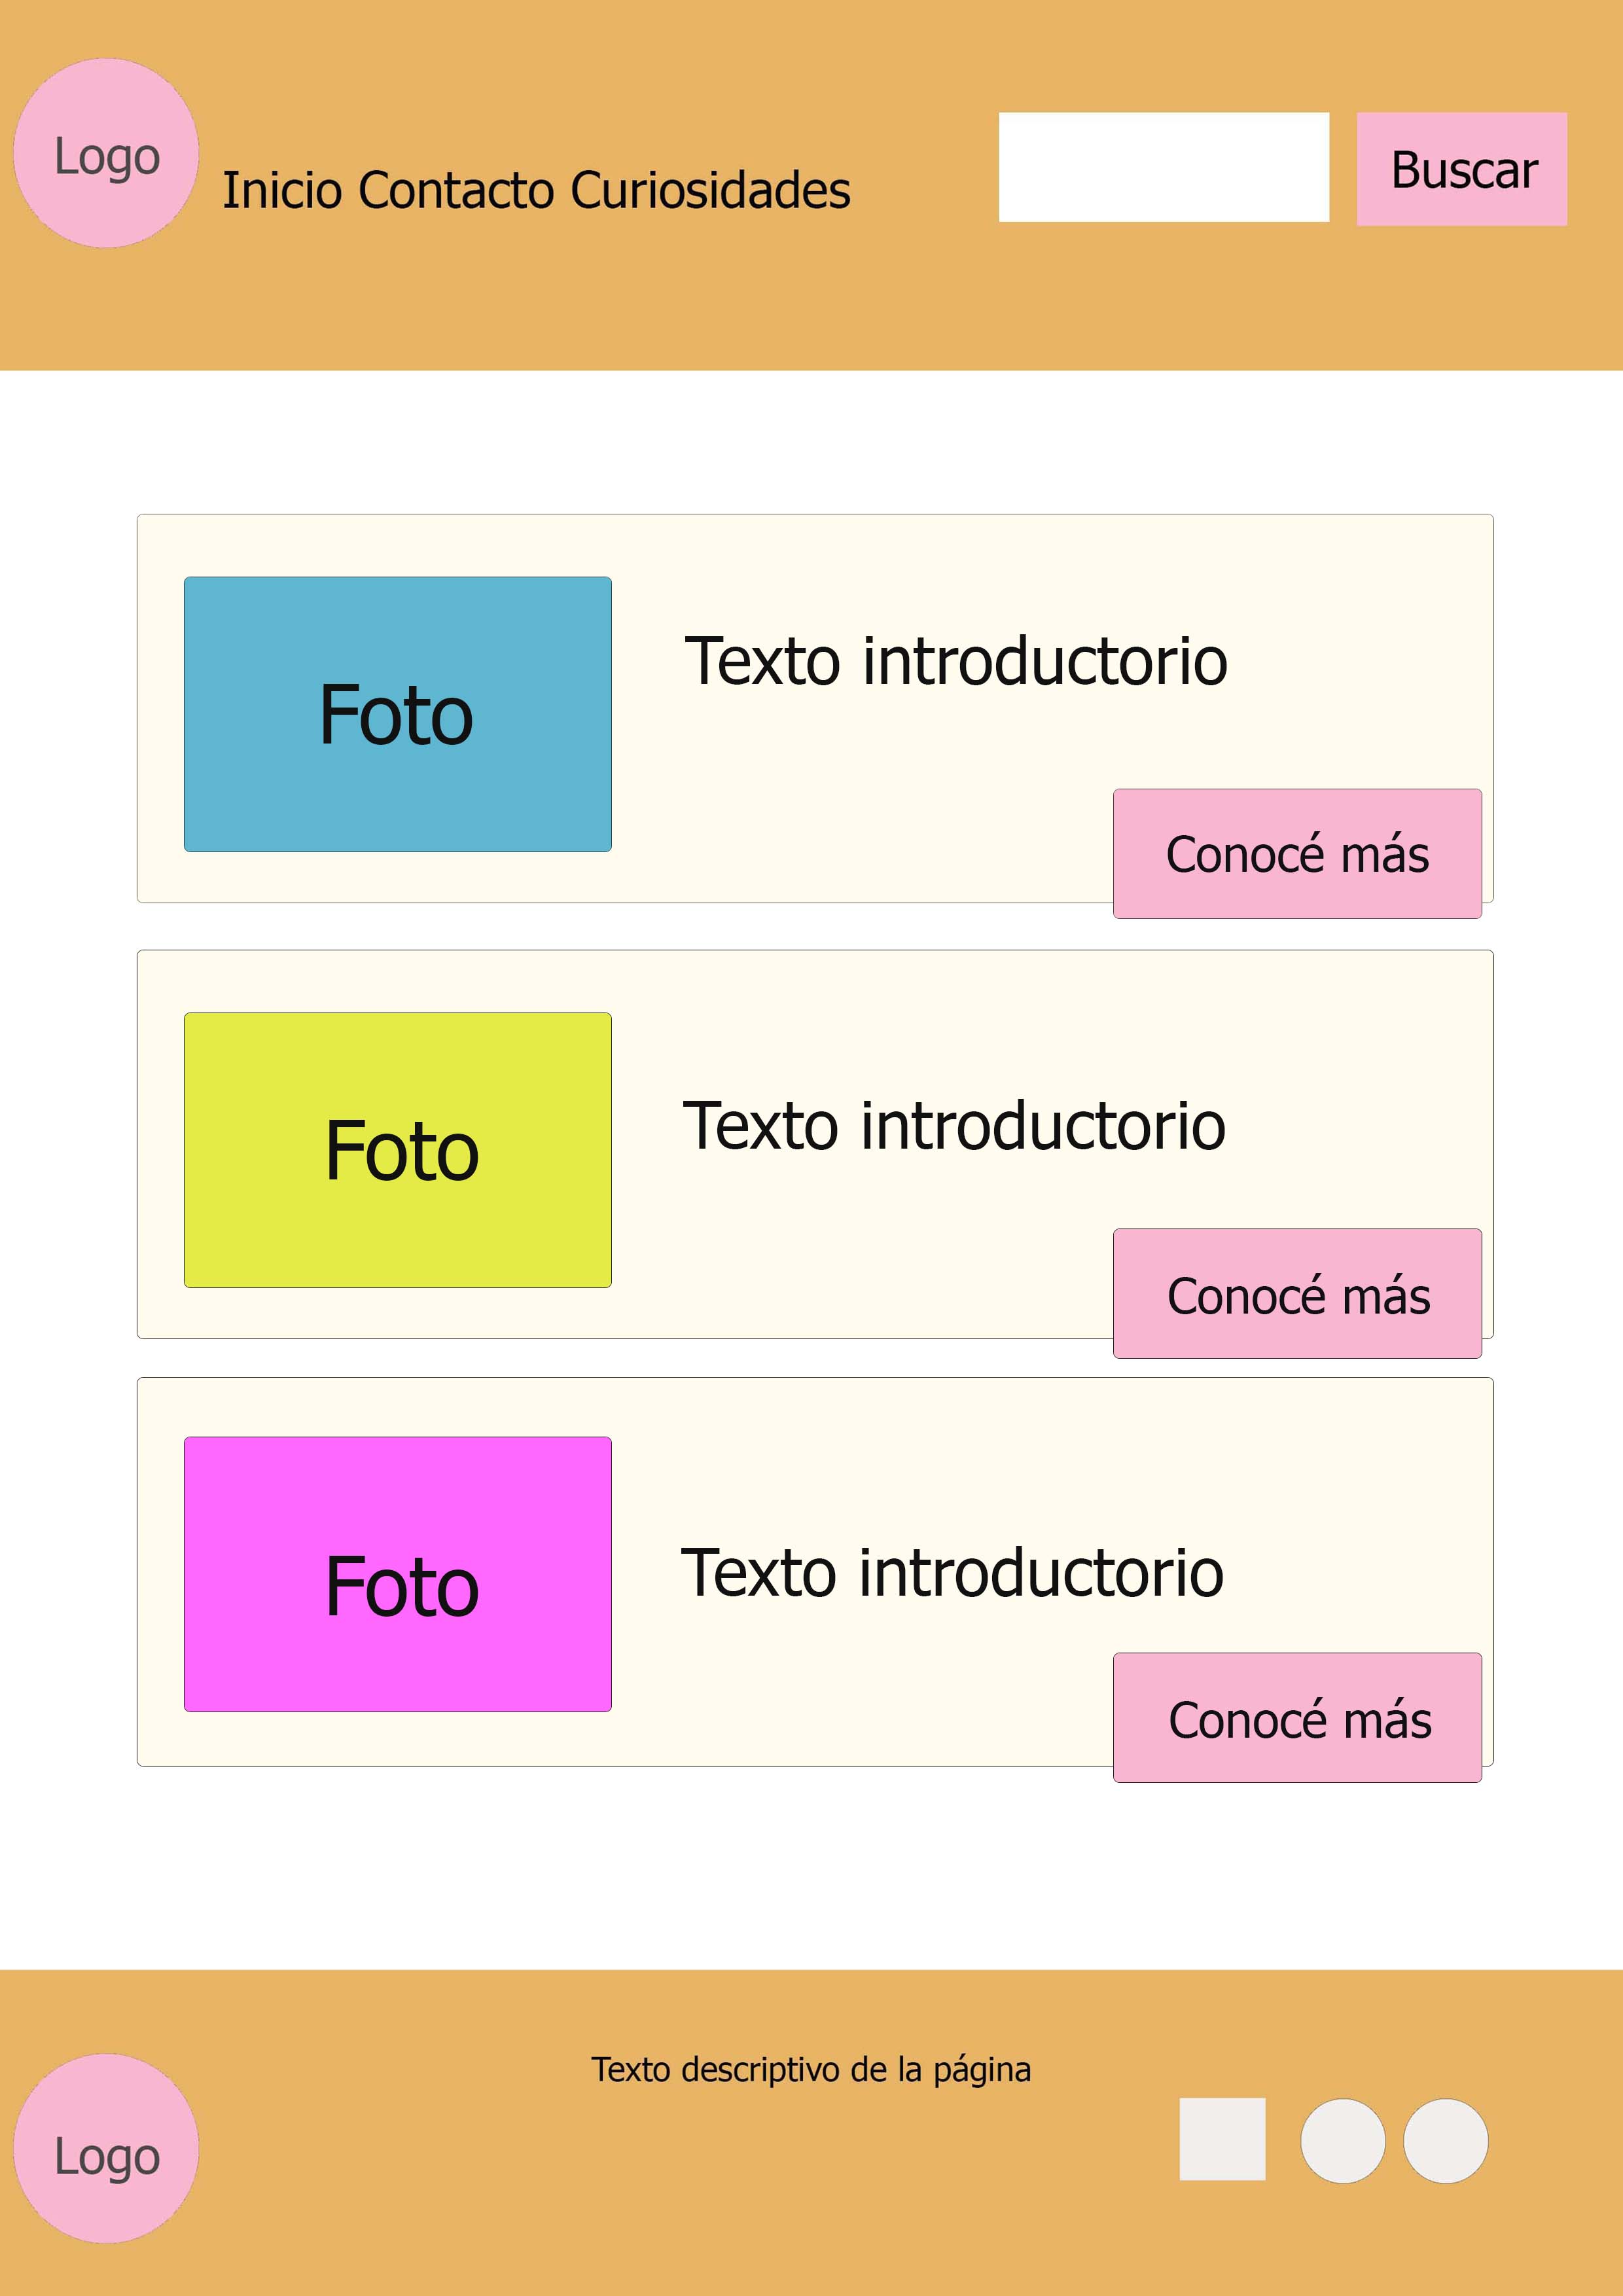 Logo
Inicio Contacto Curiosidades
Buscar
Foto
Texto introductorio
Conocé más
Foto
Texto introductorio
Conocé más
Foto
Texto introductorio
Conocé más
Texto descriptivo de la página
Logo